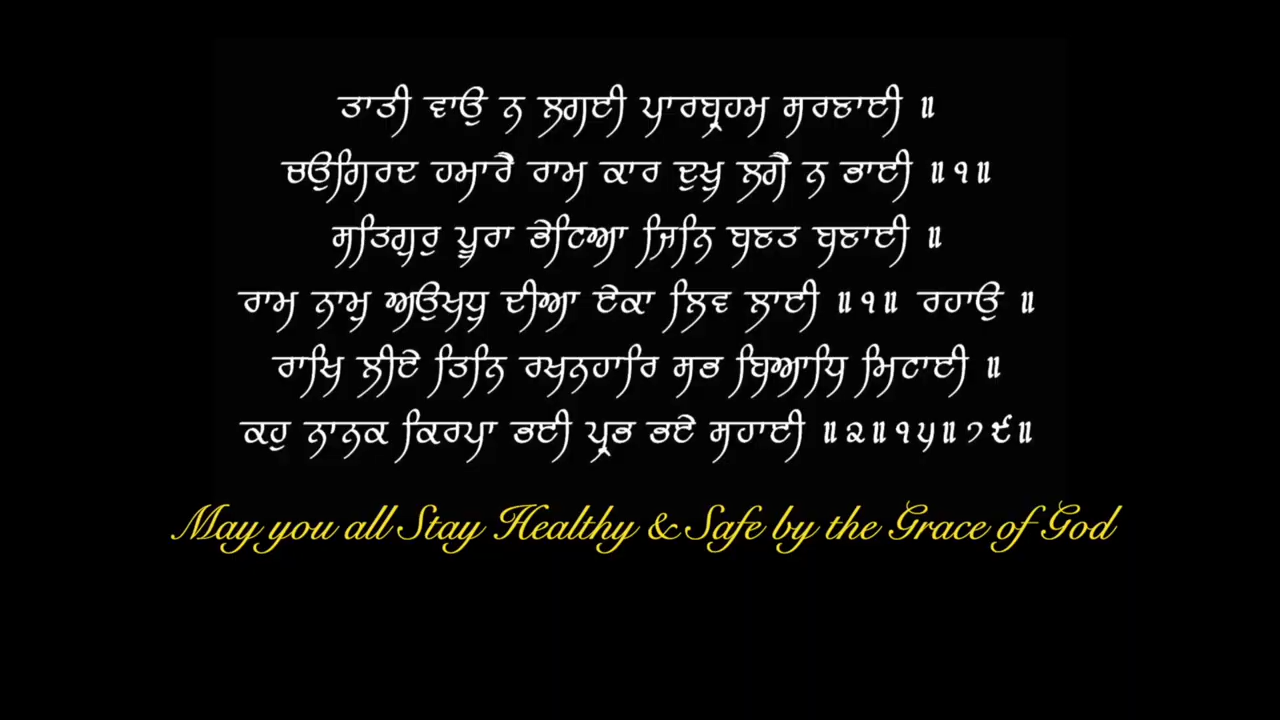 ਤਾਤੀ ਵਾਉ ਨ ਲਗਈ ਪਾਰਬ੍ਰਹਮ ਸਰਣਾਈ ॥
ਚਉਗਿਰਦ ਹਮਾਰੈ ਰਾਮ ਕਾਰ ਦੁਖੁ ਲਗੈ ਨ ਭਾਈ ॥੧॥
ਸਤਿਗੁਰੁ ਪੂਰਾ ਭੇਟਿਆ ਜਿਨਿ ਬਣਤ ਬਣਾਈ ॥
ਰਾਮ ਨਾਮੁ ਅਉਖਧੁ ਦੀਆ ਏਕਾ ਲਿਵ ਲਾਈ ॥੧॥ ਰਹਾਉ ॥
ਰਾਖਿ ਲੀਏ ਤਿਨਿ ਰਖਨਹਾਰਿ ਸਭ ਬਿਆਧਿ ਮਿਟਾਈ ॥
ਕਹੁ ਨਾਨਕ ਕਿਰਪਾ ਭਈ ਪ੍ਰਭ ਭਏ ਸਹਾਈ ॥੨॥੧੫॥੭੯॥
May you all Stay Healthy & Safe by the Grace of God